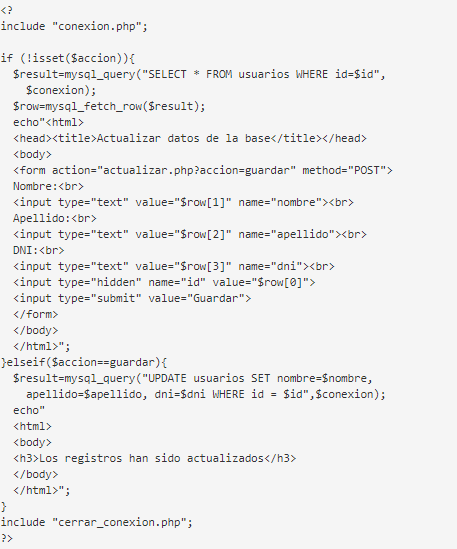 <?
include "conexion.php";

if (!isset($accion)){
  $result=mysql_query("SELECT * FROM usuarios WHERE id=$id",
    $conexion);
  $row=mysql_fetch_row($result);
  echo"<html>
  <head><title>Actualizar datos de la base</title></head>
  <body>
  <form action="actualizar.php?accion=guardar" method="POST">
  Nombre:<br>
  <input type="text" value="$row[1]" name="nombre"><br>
  Apellido:<br>
  <input type="text" value="$row[2]" name="apellido"><br>
  DNI:<br>
  <input type="text" value="$row[3]" name="dni"><br>
  <input type="hidden" name="id" value="$row[0]">
  <input type="submit" value="Guardar">
  </form>
  </body>
  </html>";
}elseif($accion==guardar){
  $result=mysql_query("UPDATE usuarios SET nombre=$nombre,
    apellido=$apellido, dni=$dni WHERE id = $id",$conexion);
  echo"
  <html>
  <body>
  <h3>Los registros han sido actualizados</h3>
  </body>
  </html>";
}
include "cerrar_conexion.php";
?>